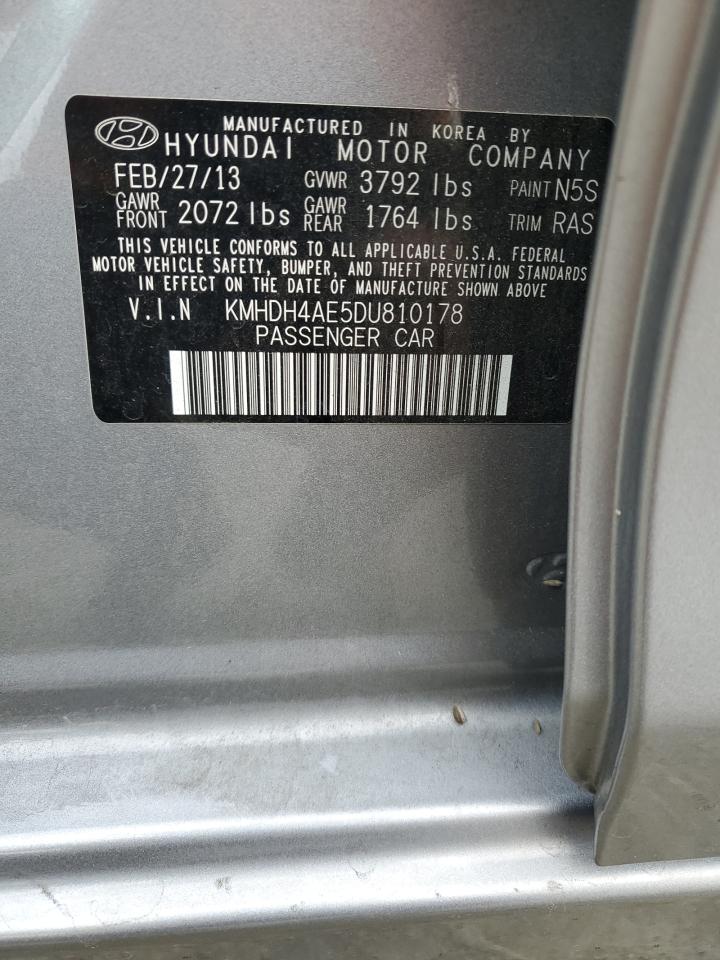 MANUFACTURED IN KOREA BY
HYUNDAI MOTOR COMPANY
FEB/27/13 GVWR 3792 lbs PAINT N5S
GAWR FRONT 2072 lbs GAWR REAR 1764 lbs TRIM RAS
THIS VEHICLE CONFORMS TO ALL APPLICABLE U.S.A. FEDERAL
MOTOR VEHICLE SAFETY, BUMPER, AND THEFT PREVENTION STANDARDS
IN EFFECT ON THE DATE OF MANUFACTURE SHOWN ABOVE
V.I.N KMHDH4AE5DU810178
PASSENGER CAR